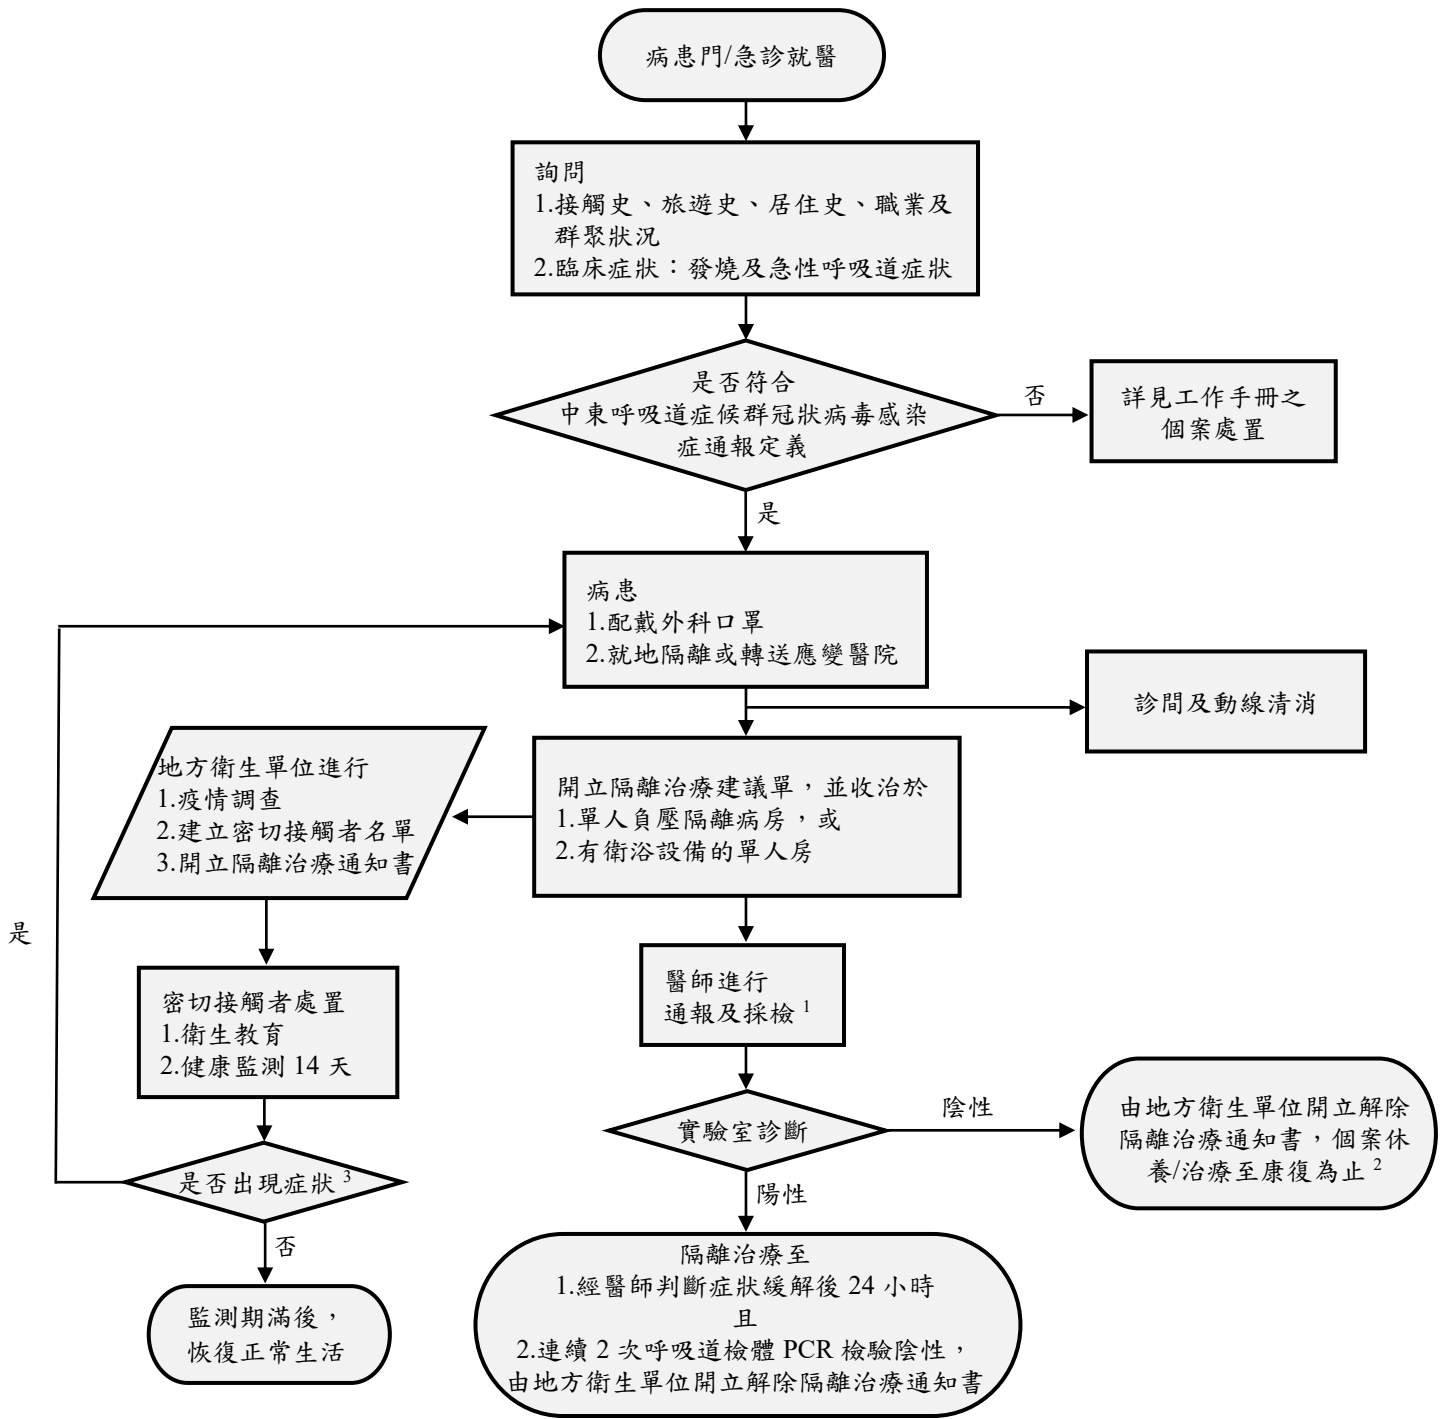 病患門/急診就醫
詢問
1.接觸史、旅遊史、居住史、職業及
群聚狀況
2.臨床症狀：發燒及急性呼吸道症狀
是否符合
中東呼吸道症候群冠狀病毒感染
症通報定義
否
詳見工作手冊之
個案處置
是
病患
1.配戴外科口罩
2.就地隔離或轉送應變醫院
診間及動線清消
地方衛生單位進行
1.疫情調查
2.建立密切接觸者名單
3.開立隔離治療通知書
開立隔離治療建議單，並收治於
1.單人負壓隔離病房，或
2.有衛浴設備的單人房
是
密切接觸者處置
1.衛生教育
2.健康監測 14 天
醫師進行
通報及採檢 1
是否出現症狀 3
實驗室診斷
陰性
由地方衛生單位開立解除
隔離治療通知書，個案休
養/治療至康復為止 2
陽性
否
監測期滿後，
恢復正常生活
隔離治療至
1.經醫師判斷症狀緩解後 24 小時
且
2.連續 2 次呼吸道檢體 PCR 檢驗陰性，
由地方衛生單位開立解除隔離治療通知書